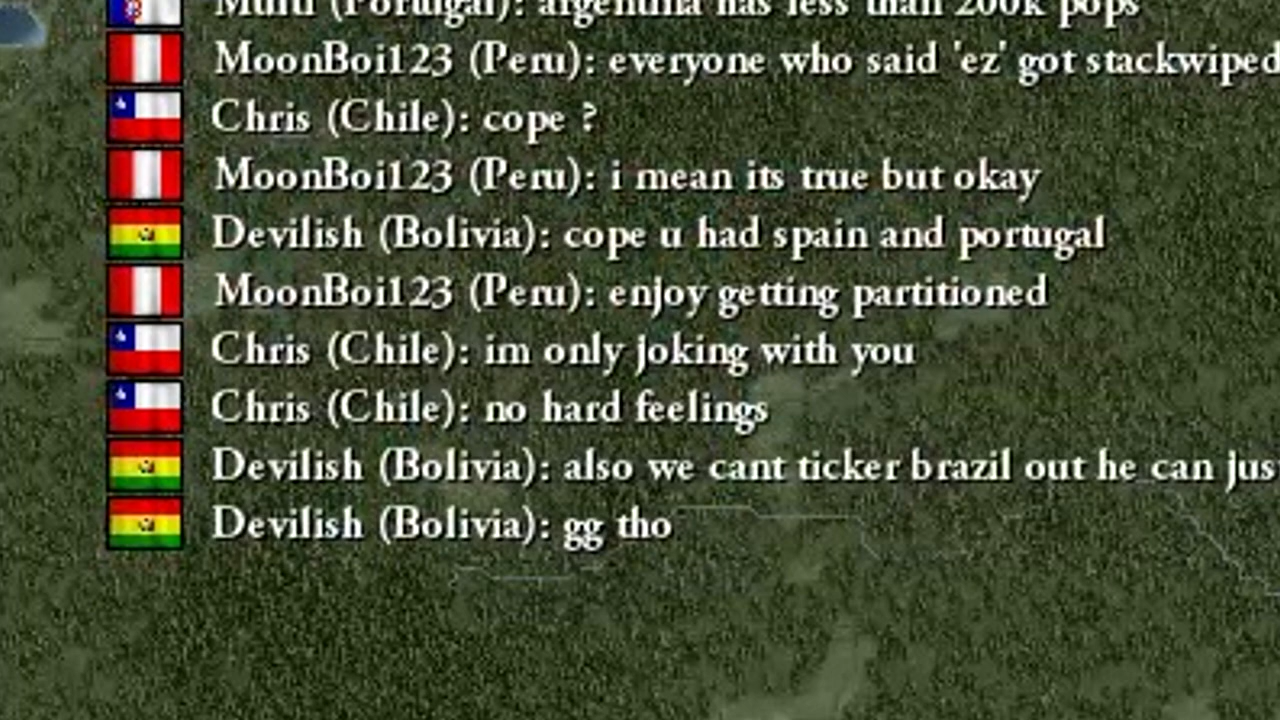 Multi (Portugal): argentina has less than 200k pops
MoonBoi123 (Peru): everyone who said 'ez' got stackwiped
Chris (Chile): cope ?
MoonBoi123 (Peru): i mean its true but okay
Devilish (Bolivia): cope u had spain and portugal
MoonBoi123 (Peru): enjoy getting partitioned
Chris (Chile): im only joking with you
Chris (Chile): no hard feelings
Devilish (Bolivia): also we cant ticker brazil out he can jus
Devilish (Bolivia): gg tho